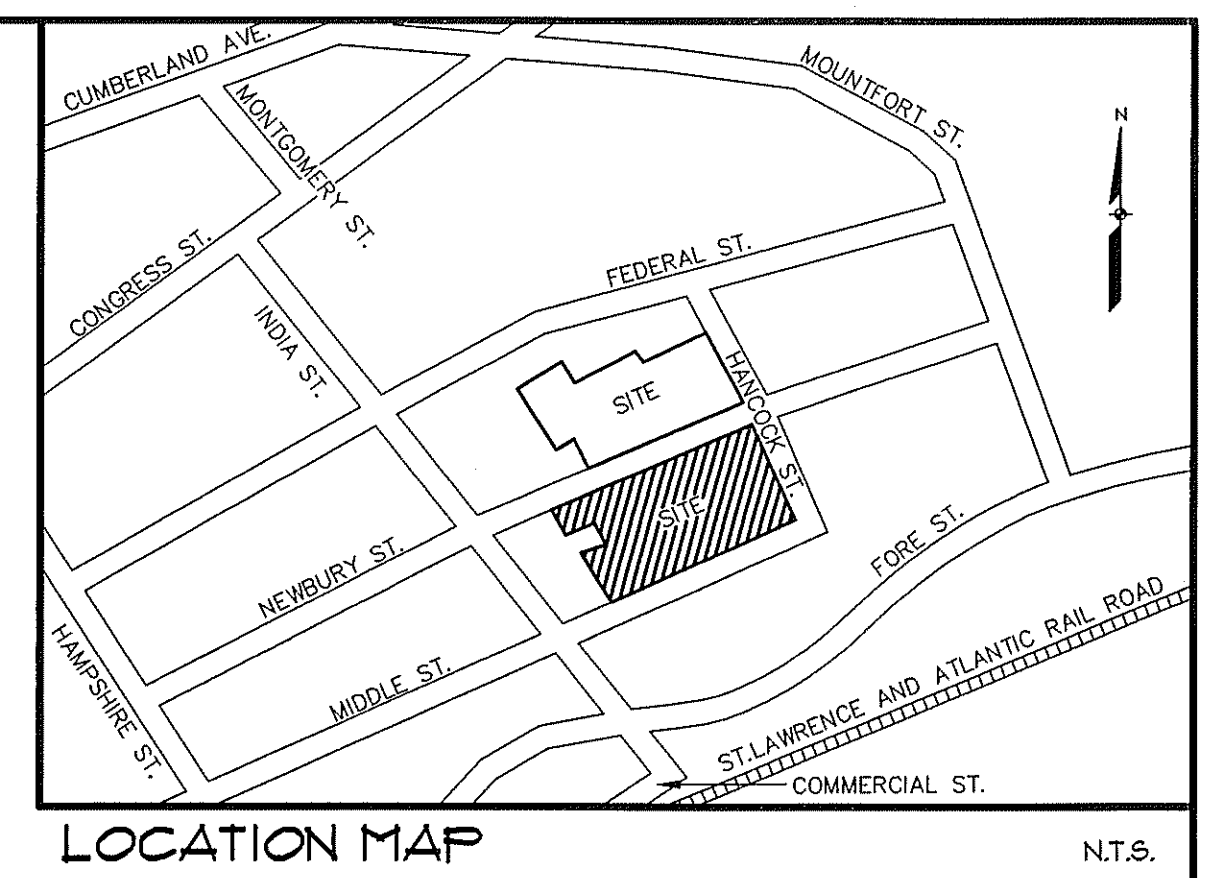 CUMBERLAND AVE.
MOUNTFORT ST.
MONTGOMERY ST.
N
CONGRESS ST.
FEDERAL ST.
INDIA ST.
HANCOCK ST.
SITE
SITE
NEWBURY ST.
FORE ST.
HAMPSHIRE ST.
MIDDLE ST.
ST.LAWRENCE AND ATLANTIC RAIL ROAD
COMMERCIAL ST.
LOCATION MAP
N.T.S.